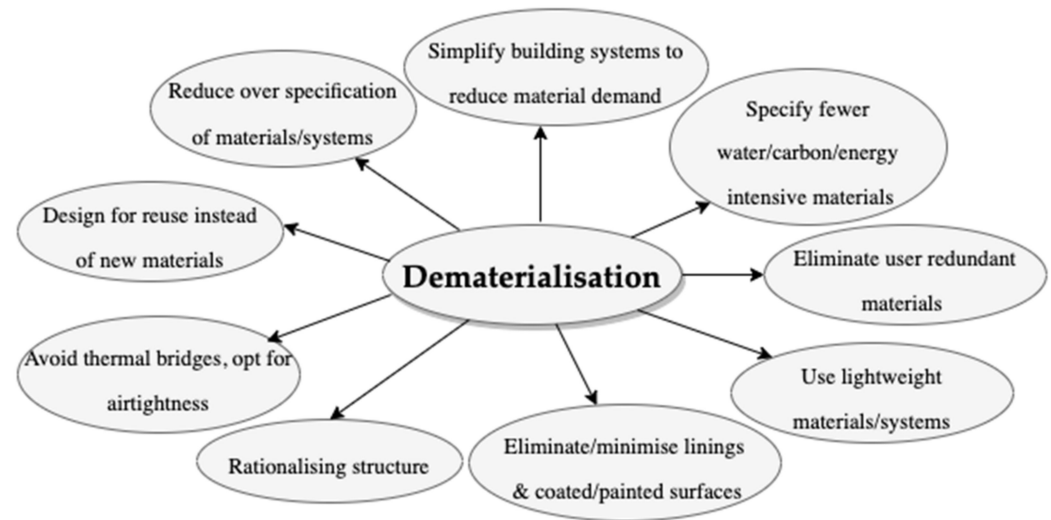 Simplify building systems to
reduce material demand
Reduce over specification
of materials/systems
Specify fewer
water/carbon/energy
intensive materials
Design for reuse instead
of new materials
Dematerialisation
Eliminate user redundant
materials
Avoid thermal bridges, opt for
airtightness
Use lightweight
materials/systems
Rationalising structure
Eliminate/minimise linings
& coated/painted surfaces